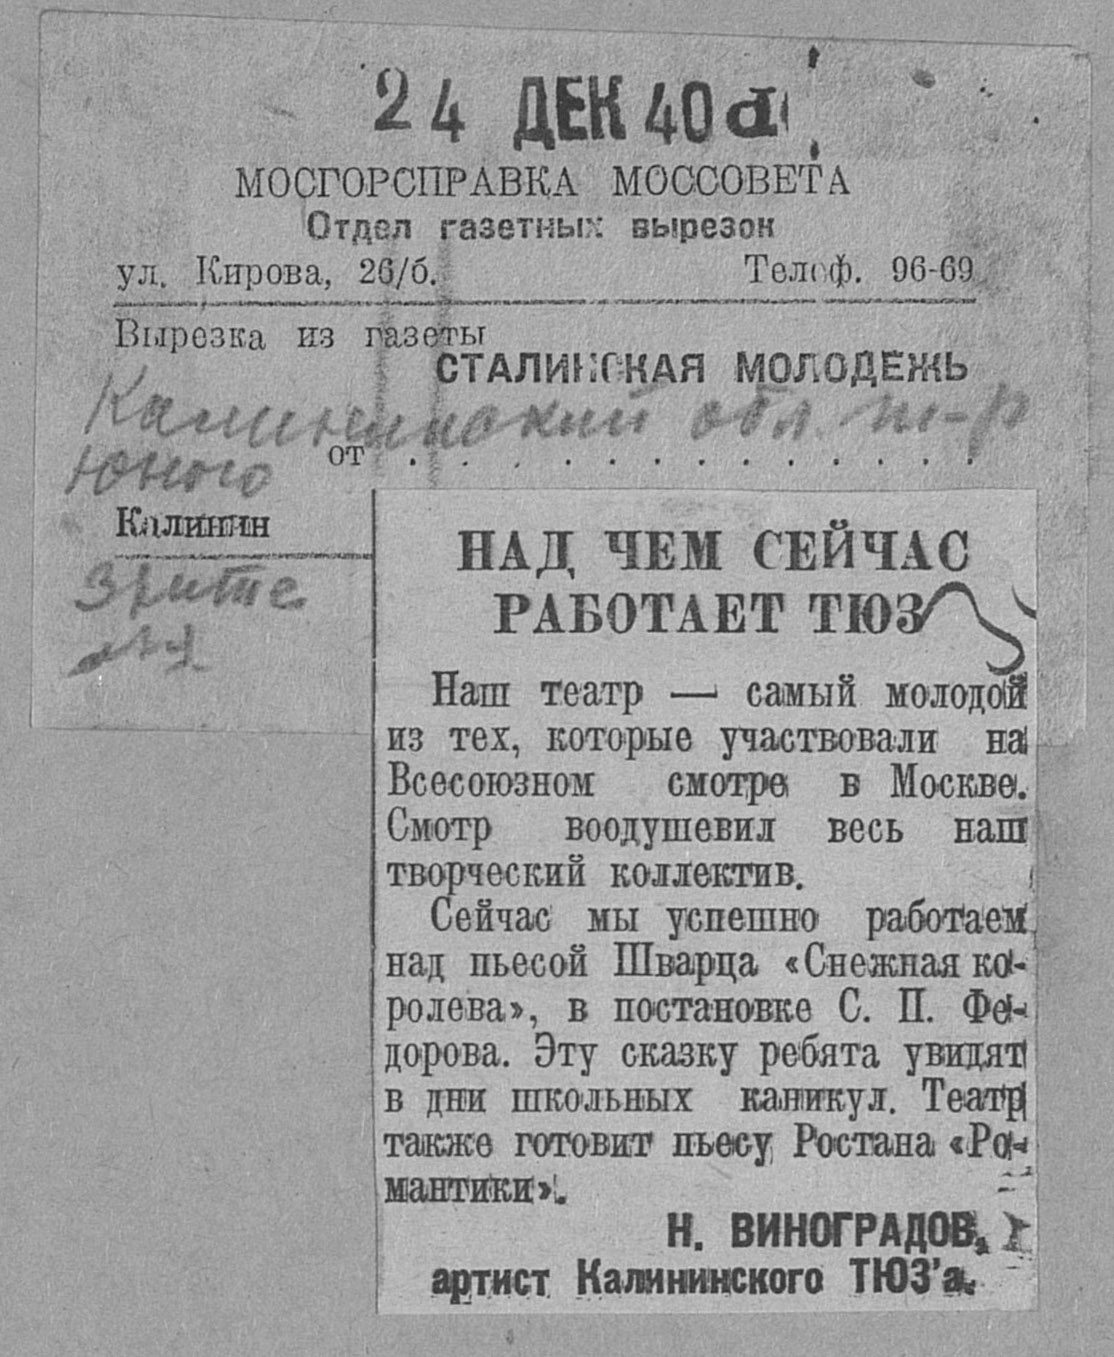 24 ДЕК 40
МОСГОРСПРАВКА МОССОВЕТА
Отдел газетных вырезок
ул. Кирова, 26/б. Телеф. 96-69
Вырезка из газеты
СТАЛИНСКАЯ МОЛОДЕЖЬ
Калининский обл. т-р
юного
от . . . . . . . . . . . . . .
Калинин
зрите
ля
НАД ЧЕМ СЕЙЧАС
РАБОТАЕТ ТЮЗ
Наш театр — самый молодой
из тех, которые участвовали на
Всесоюзном смотре в Москве.
Смотр воодушевил весь наш
творческий коллектив.
Сейчас мы успешно работаем
над пьесой Шварца «Снежная ко-
ролева», в постановке С. П. Фе-
дорова. Эту сказку ребята увидят
в дни школьных каникул. Театр
также готовит пьесу Ростана «Ро-
мантики».
Н. ВИНОГРАДОВ,
артист Калининского ТЮЗ'а.